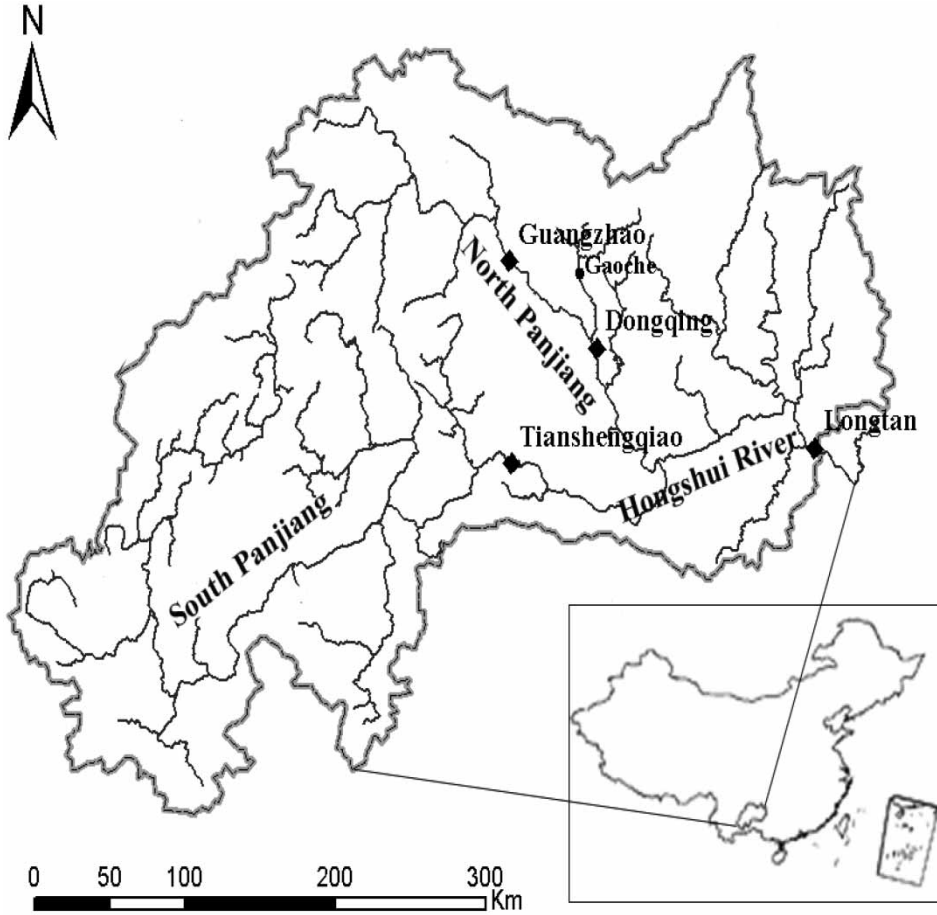 N
Guangzhao
Gaoche
North Panjiang
Dongqing
Tianshengqiao
Longtan
Hongshui River
South Panjiang
0 50 100 200 300
Km